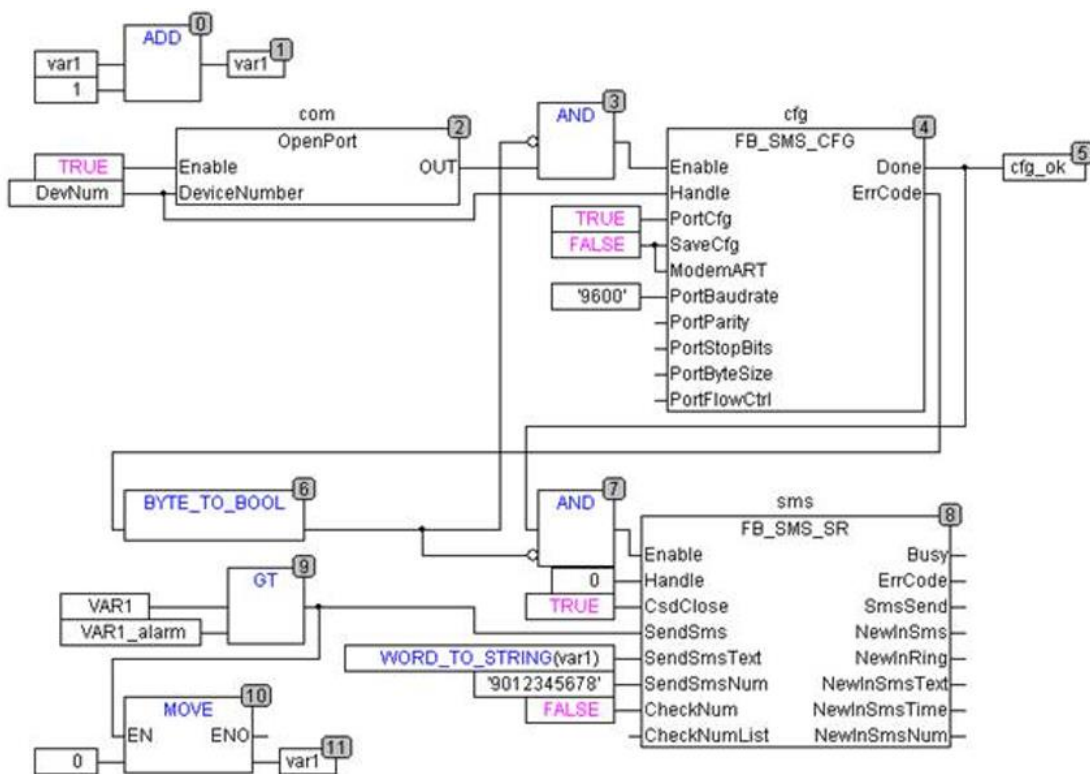 0
ADD
1
var1
var1
1
com
2
OpenPort
TRUE
Enable
OUT
DevNum
DeviceNumber
3
AND
cfg
4
FB_SMS_CFG
Enable
Done
Handle
ErrCode
5
cfg_ok
TRUE
PortCfg
FALSE
SaveCfg
ModemART
'9600'
PortBaudrate
PortParity
PortStopBits
PortByteSize
PortFlowCtrl
6
BYTE_TO_BOOL
7
AND
sms
8
FB_SMS_SR
Enable
Busy
0
Handle
ErrCode
TRUE
CsdClose
SmsSend
SendSms
NewInSms
WORD_TO_STRING(var1)
SendSmsText
NewInRing
'9012345678'
SendSmsNum
NewInSmsText
FALSE
CheckNum
NewInSmsTime
CheckNumList
NewInSmsNum
9
GT
VAR1
VAR1_alarm
10
MOVE
EN
ENO
11
0
var1